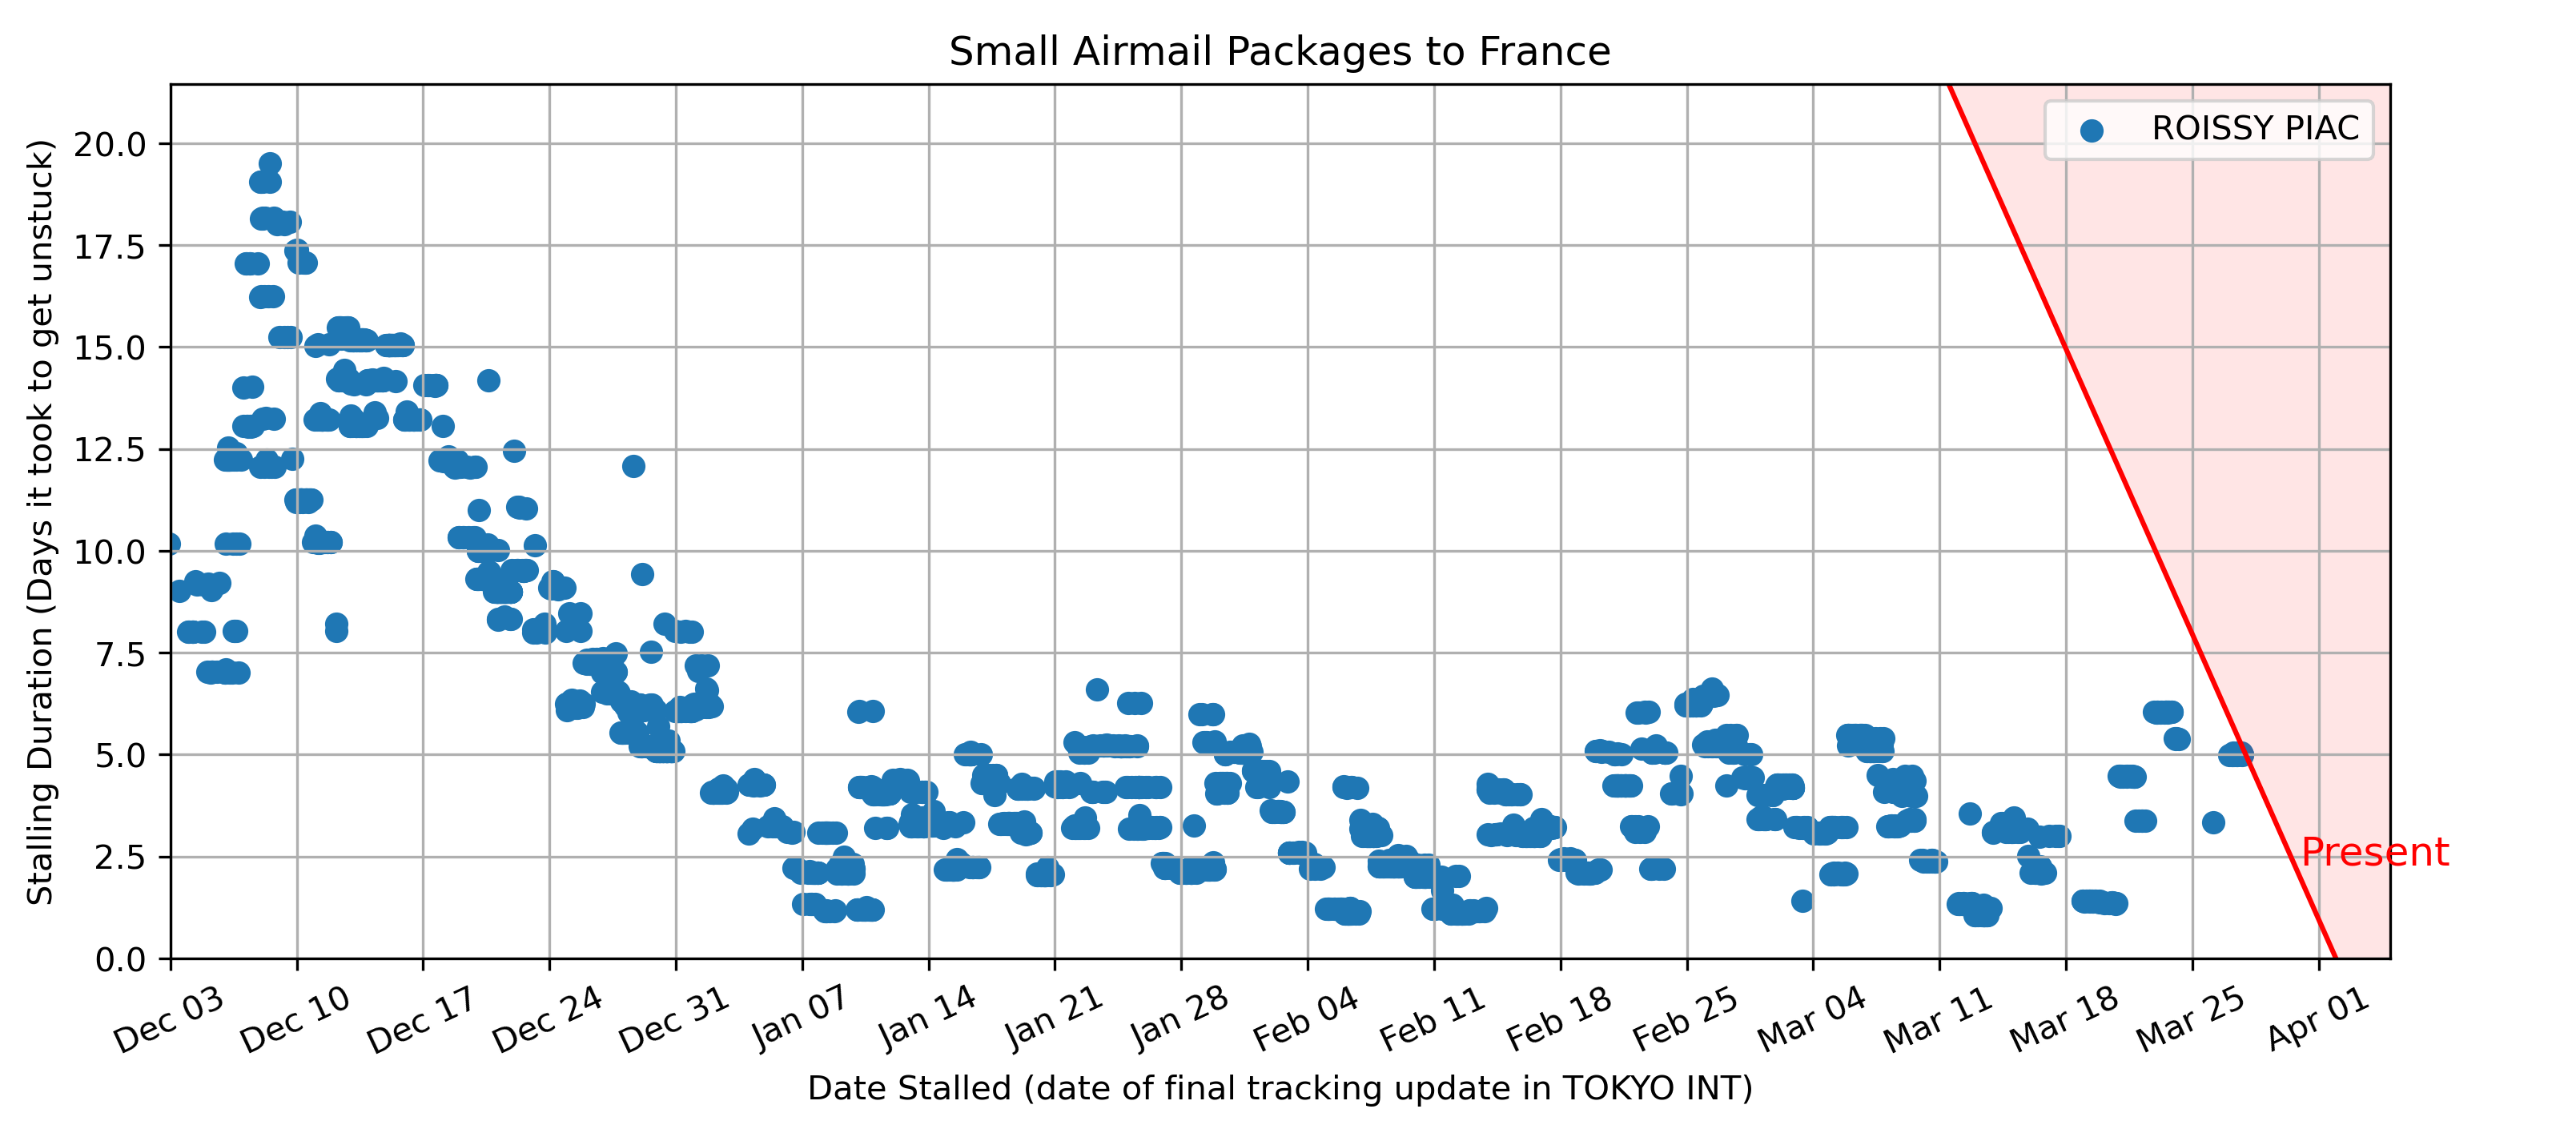 Small Airmail Packages to France
ROISSY PIAC
Stalling Duration (Days it took to get unstuck)
20.0
17.5
15.0
12.5
10.0
7.5
5.0
2.5
0.0
Present
Dec 03
Dec 10
Dec 17
Dec 24
Dec 31
Jan 07
Jan 14
Jan 21
Jan 28
Feb 04
Feb 11
Feb 18
Feb 25
Mar 04
Mar 11
Mar 18
Mar 25
Apr 01
Date Stalled (date of final tracking update in TOKYO INT)